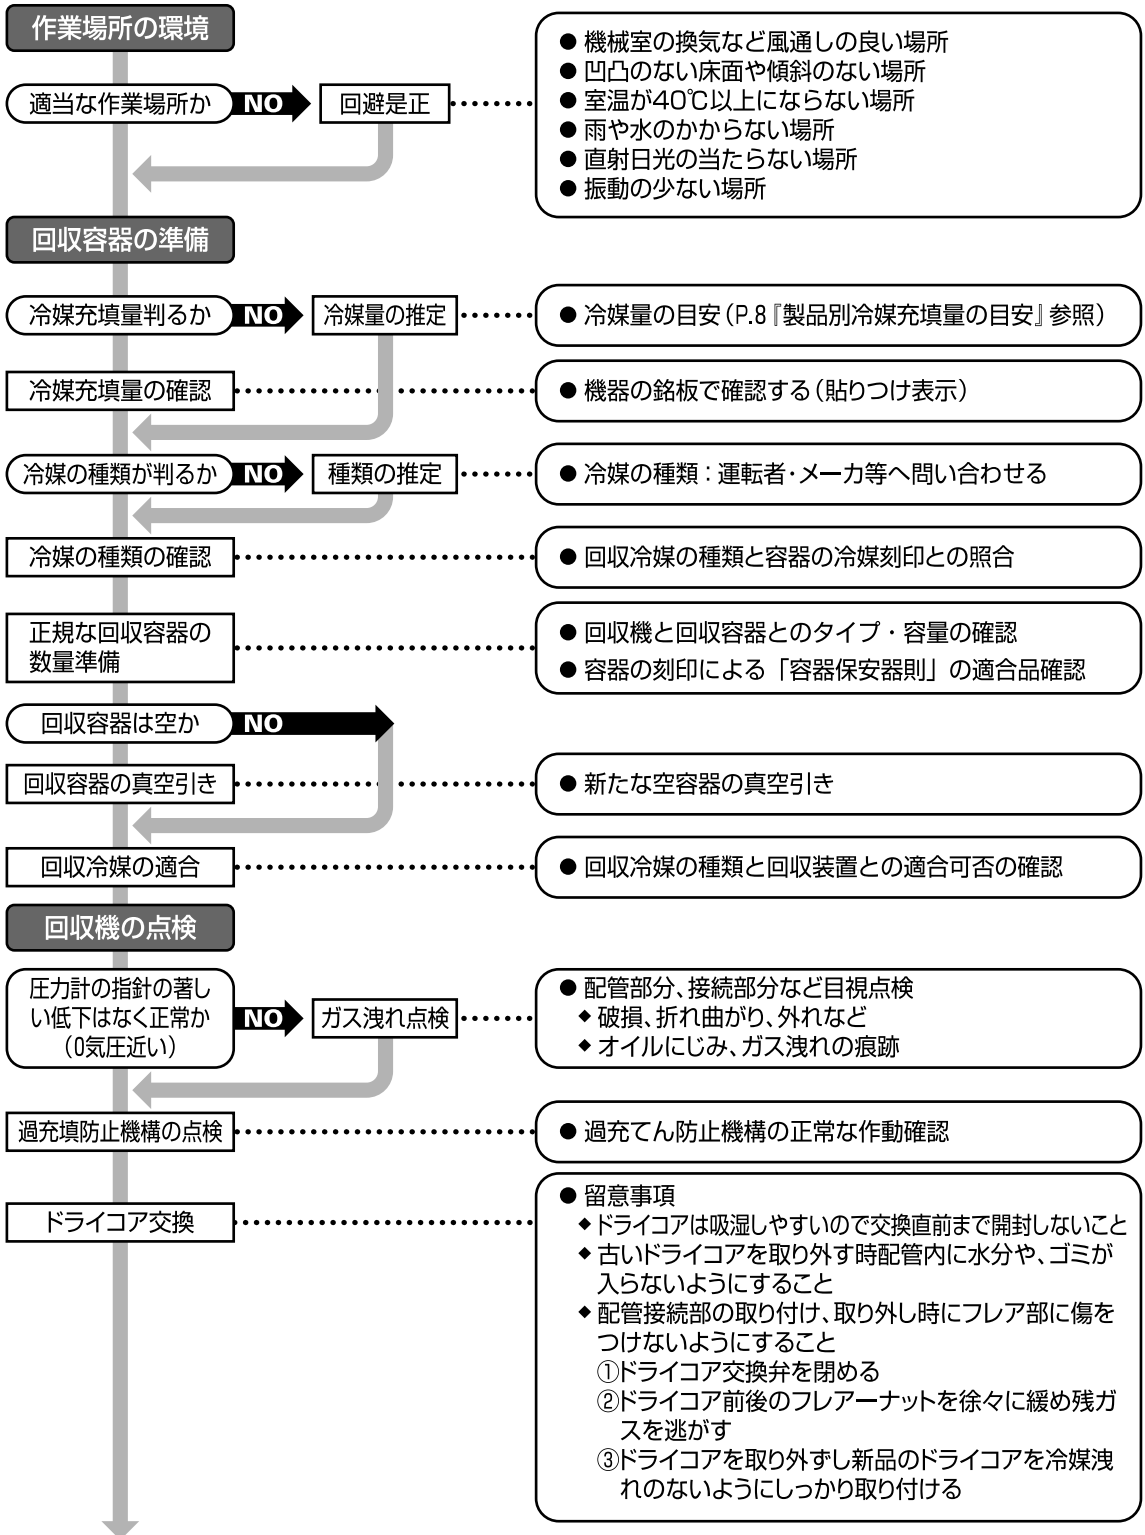 作業場所の環境
適当な作業場所か
NO
回避是正
● 機械室の換気など風通しの良い場所
● 凹凸のない床面や傾斜のない場所
● 室温が40℃以上にならない場所
● 雨や水のかからない場所
● 直射日光の当たらない場所
● 振動の少ない場所
回収容器の準備
冷媒充填量判るか
NO
冷媒量の推定
● 冷媒量の目安(P.8『製品別冷媒充填量の目安』参照)
冷媒充填量の確認
● 機器の銘板で確認する(貼りつけ表示)
冷媒の種類が判るか
NO
種類の推定
● 冷媒の種類:運転者・メーカ等へ問い合わせる
冷媒の種類の確認
● 回収冷媒の種類と容器の冷媒刻印との照合
正規な回収容器の
数量準備
● 回収機と回収容器とのタイプ・容量の確認
● 容器の刻印による「容器保安器則」の適合品確認
回収容器は空か
NO
回収容器の真空引き
● 新たな空容器の真空引き
回収冷媒の適合
● 回収冷媒の種類と回収装置との適合可否の確認
回収機の点検
圧力計の指針の著し
い低下はなく正常か
(0気圧近い)
NO
ガス洩れ点検
● 配管部分、接続部分など目視点検
◆ 破損、折れ曲がり、外れなど
◆ オイルにじみ、ガス洩れの痕跡
過充填防止機構の点検
● 過充てん防止機構の正常な作動確認
ドライコア交換
● 留意事項
◆ ドライコアは吸湿しやすいので交換直前まで開封しないこと
◆ 古いドライコアを取り外す時配管内に水分や、ゴミが
入らないようにすること
◆ 配管接続部の取り付け、取り外し時にフレア部に傷を
つけないようにすること
①ドライコア交換弁を閉める
②ドライコア前後のフレアーナットを徐々に緩め残ガ
スを逃がす
③ドライコアを取り外ずし新品のドライコアを冷媒洩
れのないようにしっかり取り付ける